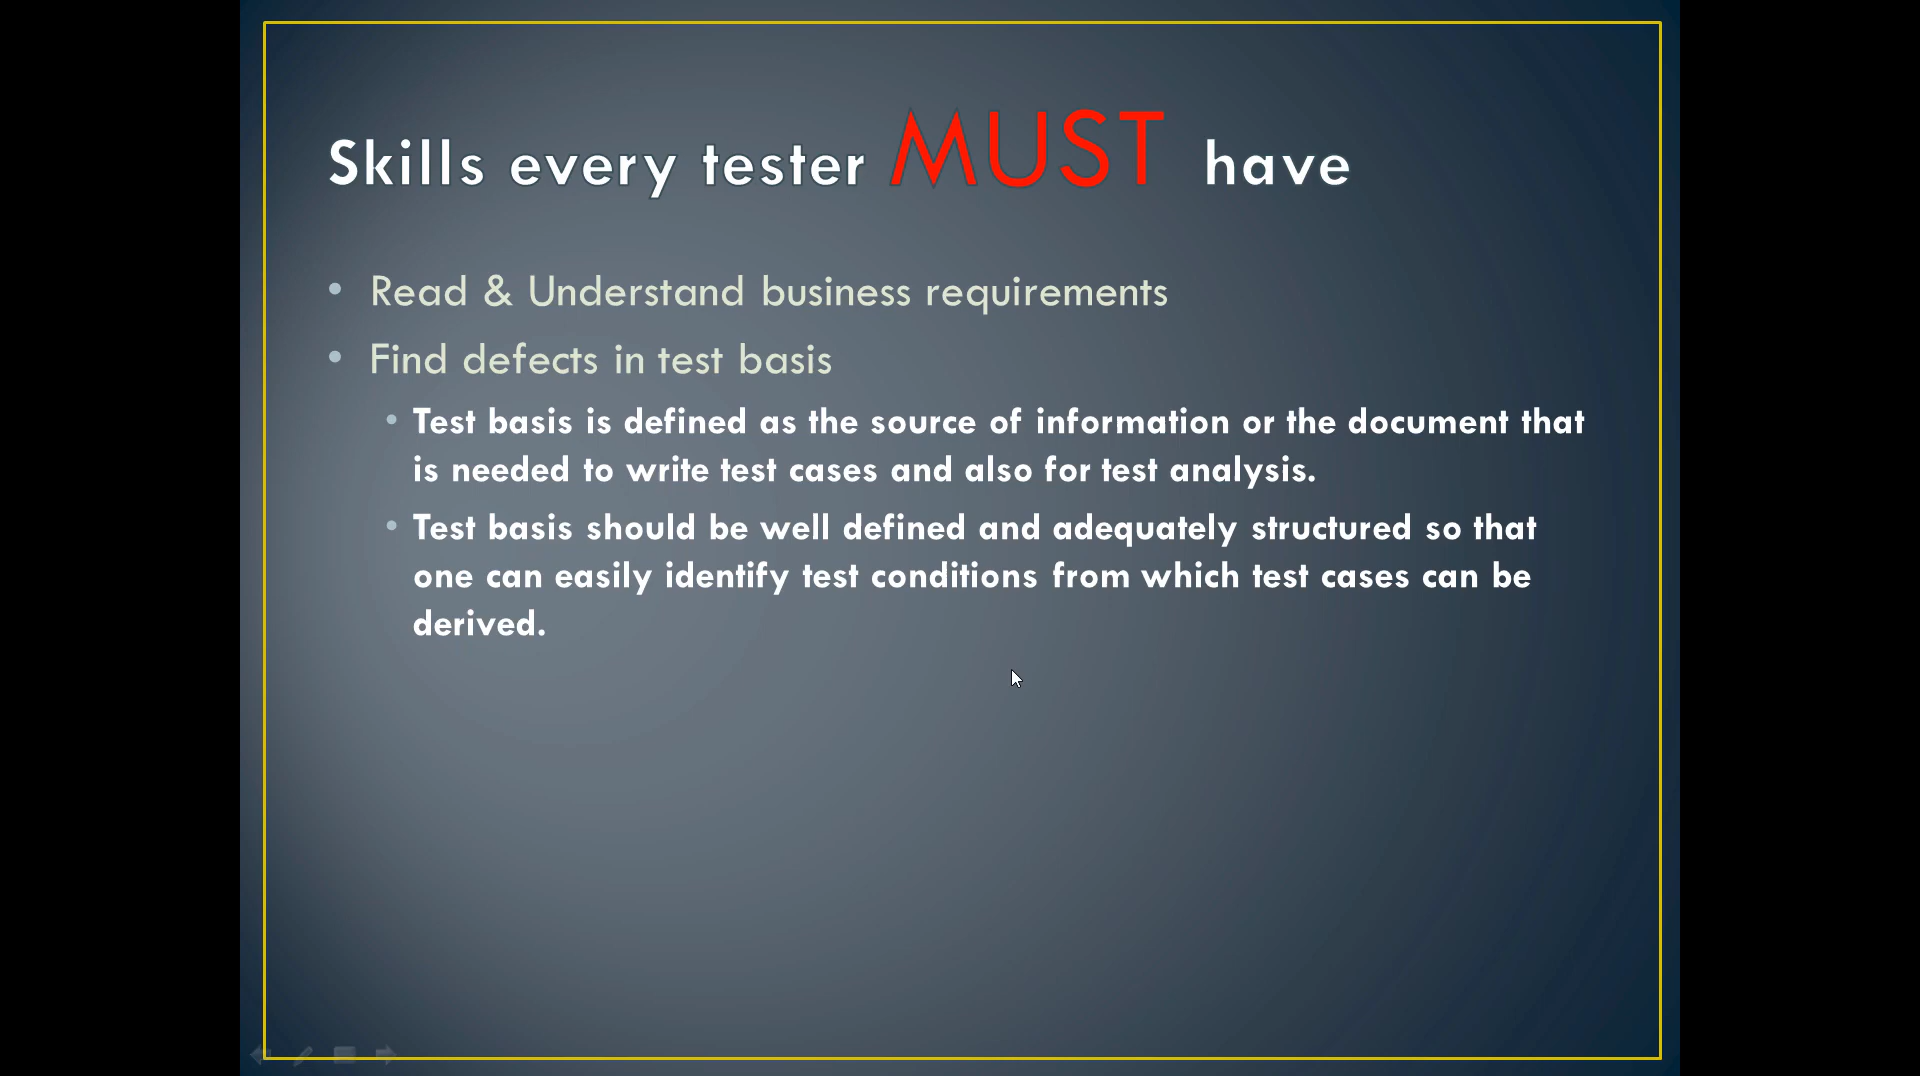 Skills every tester MUST have
• Read & Understand business requirements
• Find defects in test basis
• Test basis is defined as the source of information or the document that
is needed to write test cases and also for test analysis.
• Test basis should be well defined and adequately structured so that
one can easily identify test conditions from which test cases can be
derived.